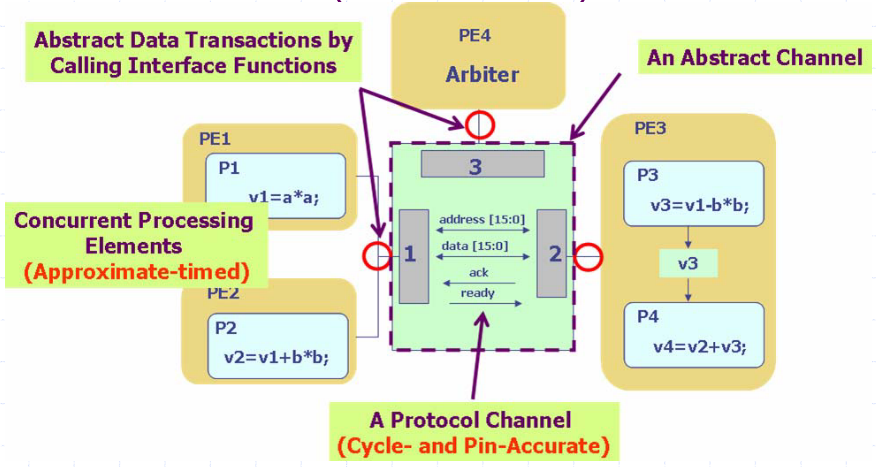 Abstract Data Transactions by
Calling Interface Functions
PE4
Arbiter
An Abstract Channel
PE1
P1
v1=a*a;
3
PE3
P3
v3=v1-b*b;
Concurrent Processing
Elements
(Approximate-timed)
1
address [15:0]
data [15:0]
ack
ready
2
v3
PE2
P2
v2=v1+b*b;
P4
v4=v2+v3;
A Protocol Channel
(Cycle- and Pin-Accurate)